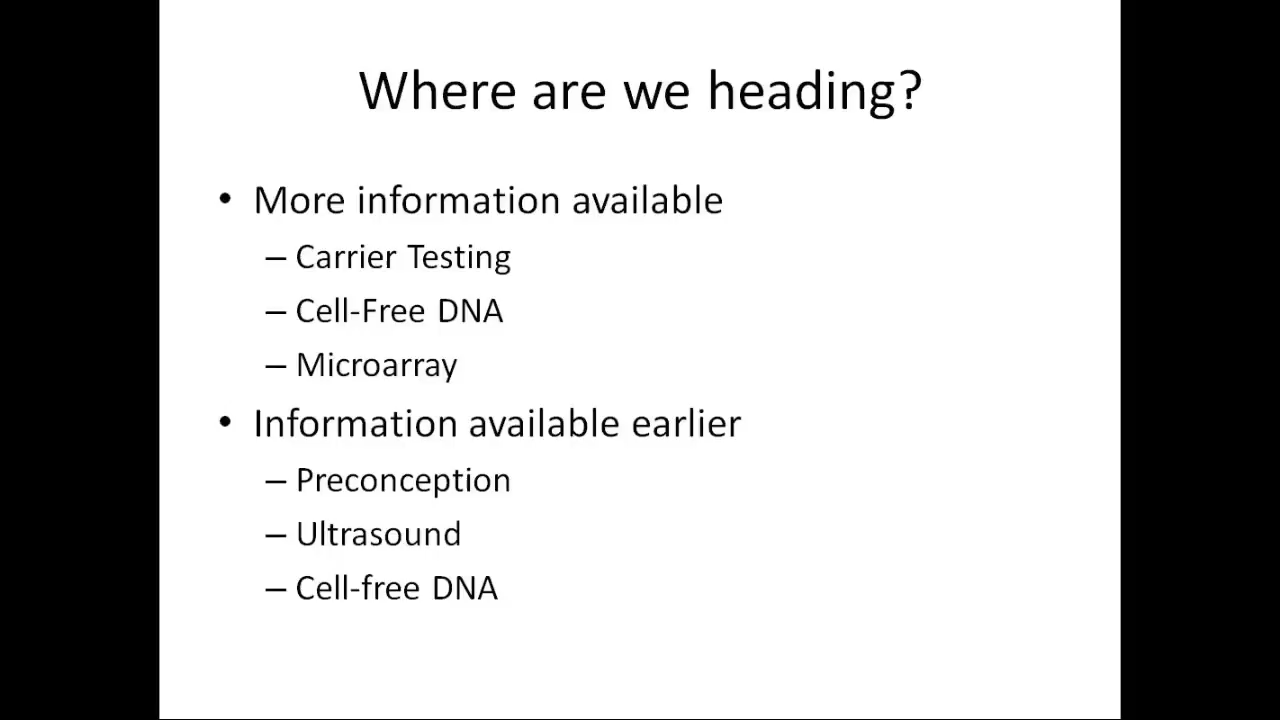 Where are we heading?
• More information available
– Carrier Testing
– Cell-Free DNA
– Microarray
• Information available earlier
– Preconception
– Ultrasound
– Cell-free DNA